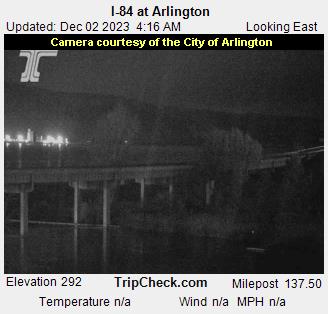 I-84 at Arlington
Updated: Dec 02 2023 4:16 AM Looking East
Camera courtesy of the City of Arlington
Elevation 292 TripCheck.com Milepost 137.50
Temperature n/a Wind n/a MPH n/a